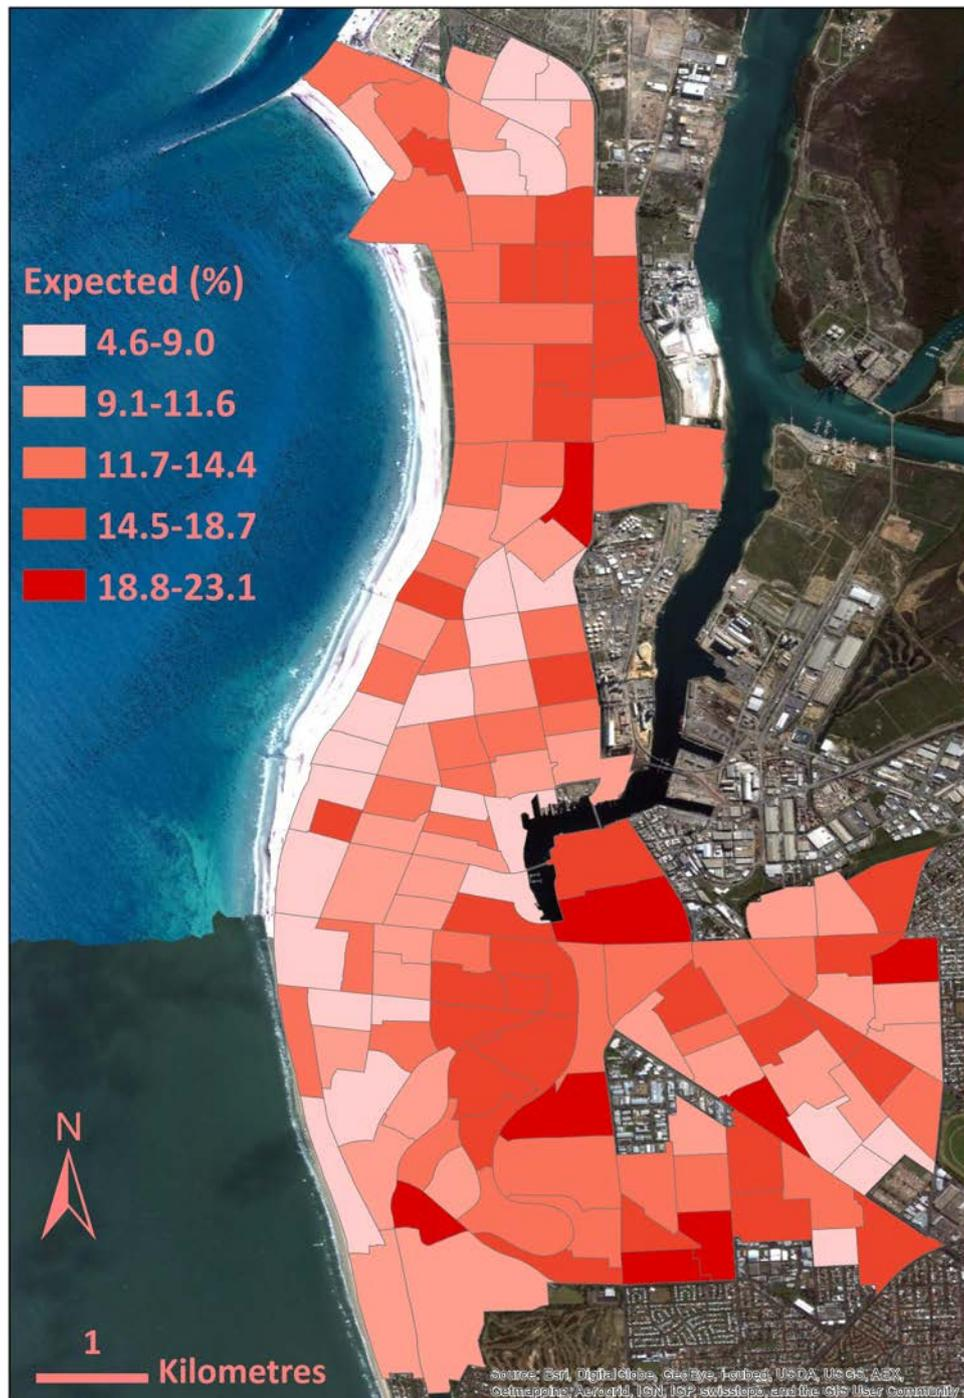 Expected (%)
4.6-9.0
9.1-11.6
11.7-14.4
14.5-18.7
18.8-23.1
N
1
Kilometres
Source: Esri, DigitalGlobe, GeoEye, i-cubed, USDA, USGS, AEX,
Getmapping, Aerogrid, IGN, IGP, swisstopo, and the GIS User Community